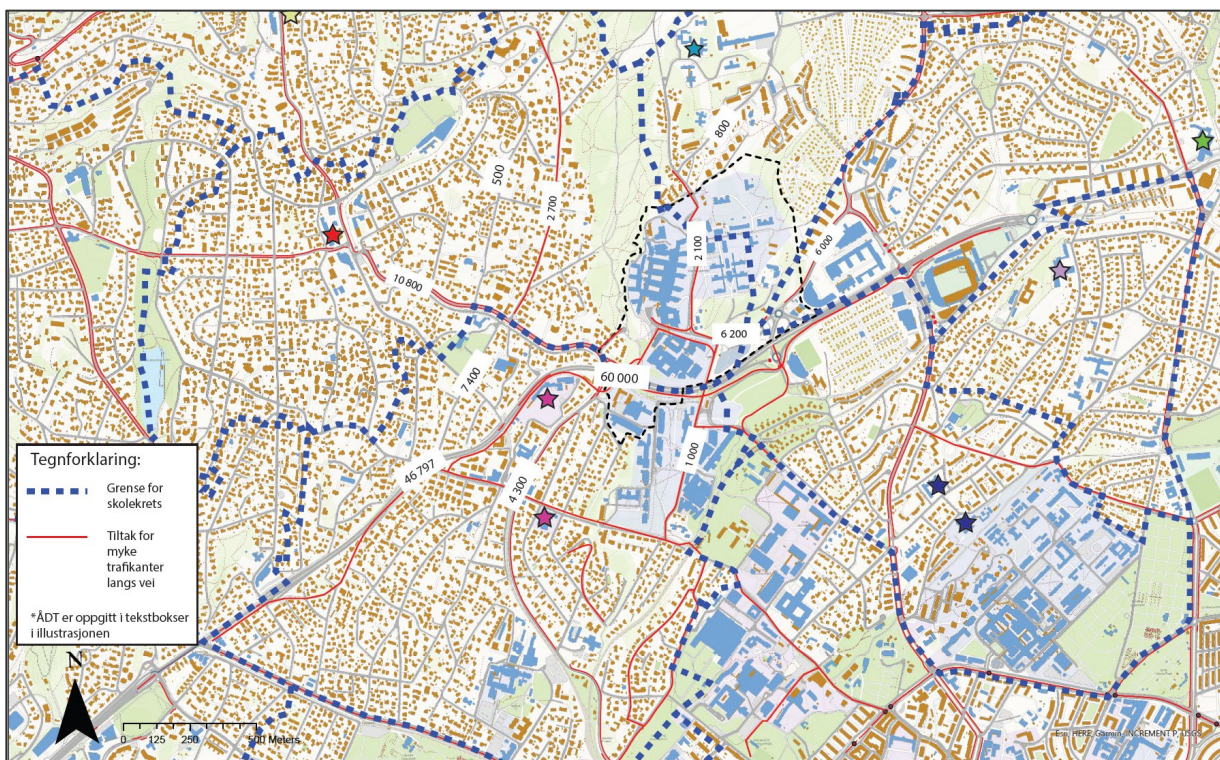 800
500
2 700
2 100
6 000
10 800
6 200
60 000
7 400
1 000
46 797
4 300
Tegnforklaring:
Grense for
skolekrets
Tiltak for
myke
trafikanter
langs vei
*ÅDT er oppgitt i tekstbokser
i illustrasjonen
N
0 125 250 500 Meters
Esri, HERE, Garmin, INCREMENT P, USGS